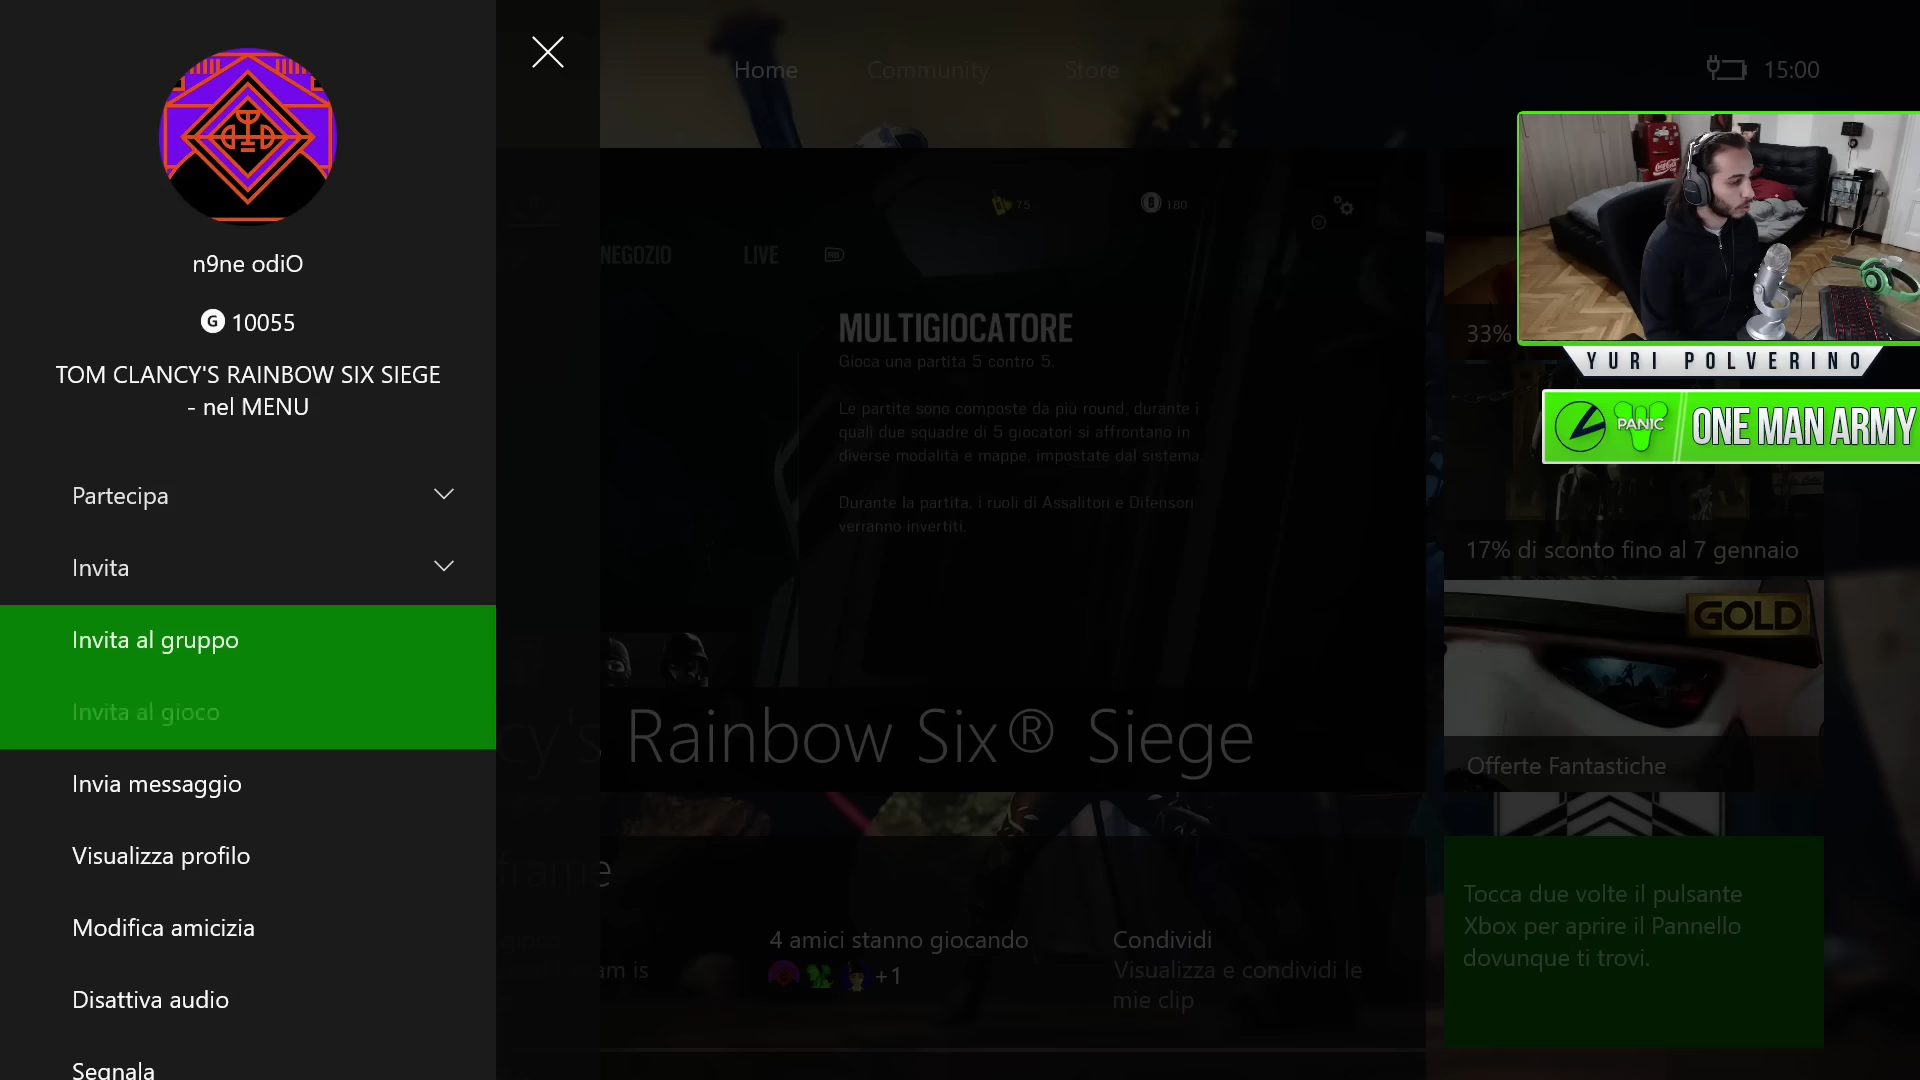 n9ne odiO
G 10055
TOM CLANCY'S RAINBOW SIX SIEGE
- nel MENU
Partecipa
Invita
Invita al gruppo
Invita al gioco
Invia messaggio
Visualizza profilo
Modifica amicizia
Disattiva audio
Segnala
Home
Community
Store
15:00
75
180
NEGOZIO
LIVE
MULTIGIOCATORE
Gioca una partita 5 contro 5.
Le partite sono composte da più round, durante i
quali due squadre di 5 giocatori si affrontano in
diverse modalità e mappe, impostate dal sistema.
Durante la partita, i ruoli di Assalitori e Difensori
verranno invertiti.
cy's Rainbow Six® Siege
4 amici stanno giocando
+1
Condividi
Visualizza e condividi le
mie clip
Coca-Cola
YURI POLVERINO
PANIC
ONE MAN ARMY
33%
17% di sconto fino al 7 gennaio
GOLD
Offerte Fantastiche
Tocca due volte il pulsante
Xbox per aprire il Pannello
dovunque ti trovi.